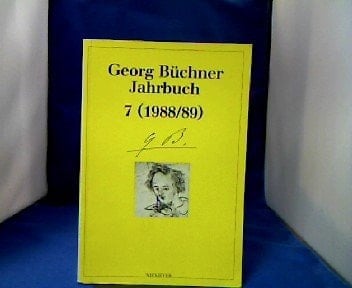 Georg Büchner
Jahrbuch
7 (1988/89)
G B.
NIEMEYER